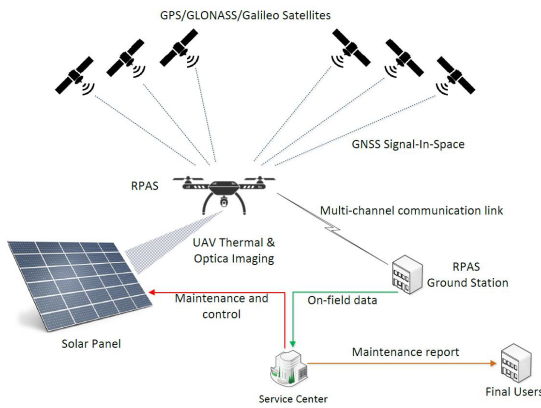 GPS/GLONASS/Galileo Satellites
GNSS Signal-In-Space
RPAS
Multi-channel communication link
UAV Thermal &
Optica Imaging
RPAS
Ground Station
Maintenance and
control
On-field data
Solar Panel
Maintenance report
Service Center
Final Users